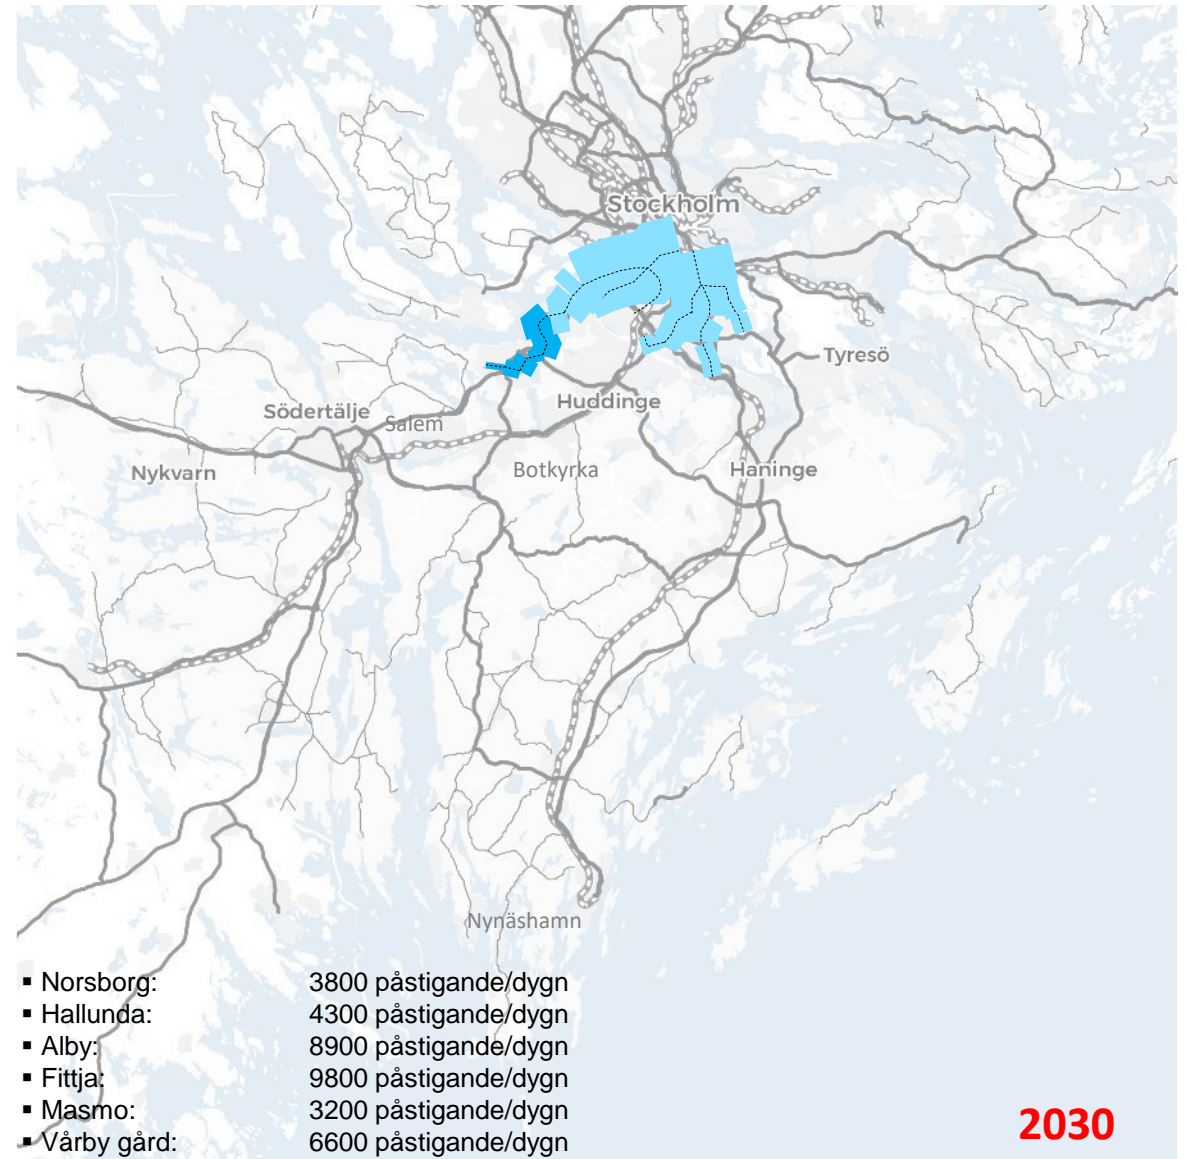 Stockholm
Tyresö
Huddinge
Södertälje
Salem
Nykvarn
Botkyrka
Haninge
Nynäshamn
▪ Norsborg: 3800 påstigande/dygn
▪ Hallunda: 4300 påstigande/dygn
▪ Alby: 8900 påstigande/dygn
▪ Fittja: 9800 påstigande/dygn
▪ Masmo: 3200 påstigande/dygn
▪ Vårby gård: 6600 påstigande/dygn
2030